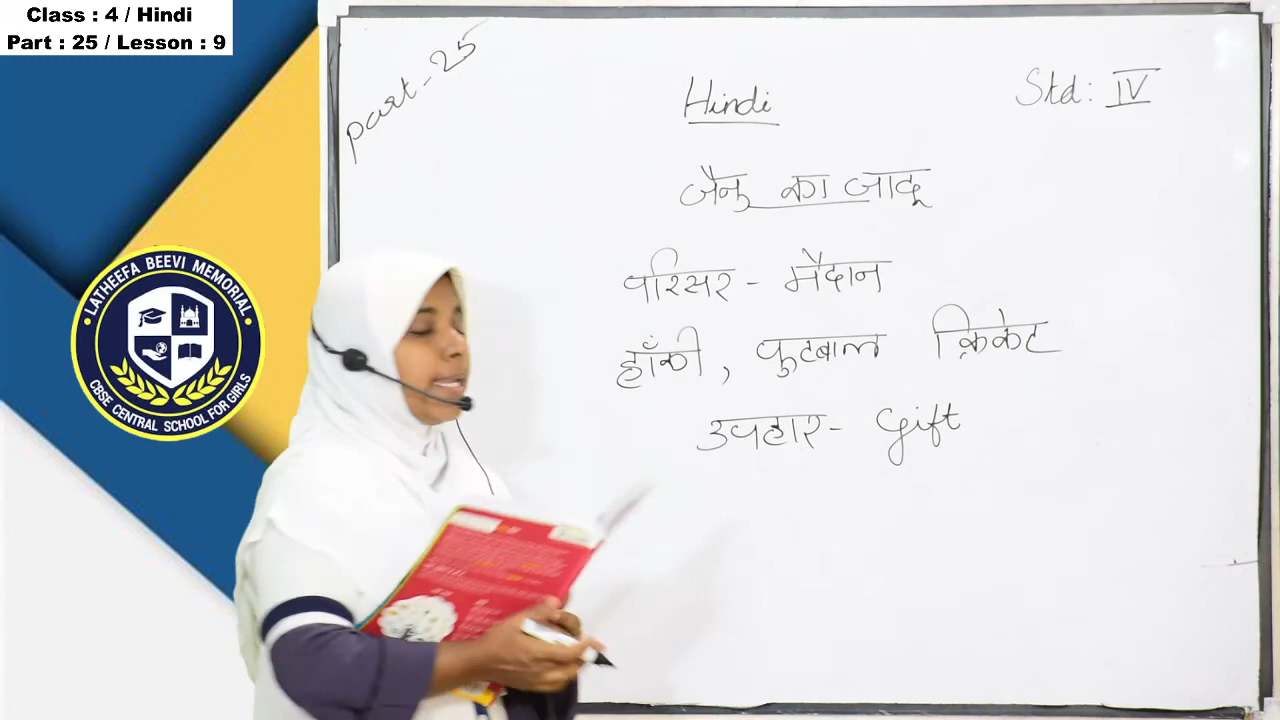 Class : 4 / Hindi
Part : 25 / Lesson : 9
part-25
Hindi
Std: IV
जैनु का जादू
परिसर - मैदान
हॉकी, फुटबाल क्रिकेट
उपहार - Gift
LATHEEFA BEEVI MEMORIAL
CBSE CENTRAL SCHOOL FOR GIRLS